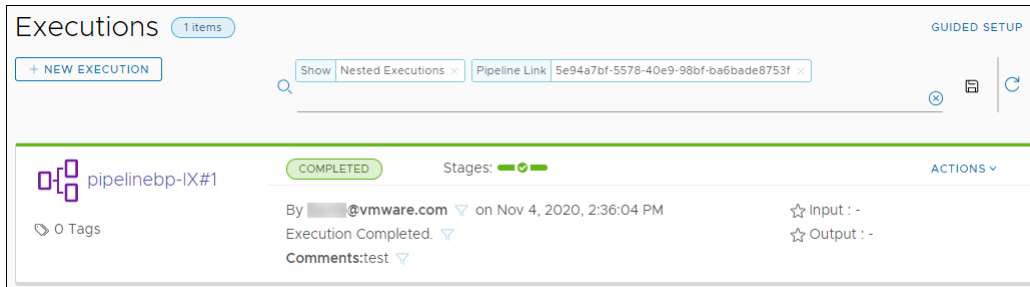 Executions 1 items
GUIDED SETUP
+ NEW EXECUTION
Show Nested Executions × Pipeline Link 5e94a7bf-5578-40e9-98bf-ba6bade8753f ×
pipelinebp-IX#1
0 Tags
COMPLETED Stages: ACTIONS
By @vmware.com on Nov 4, 2020, 2:36:04 PM
Execution Completed.
Comments:test
Input : -
Output : -